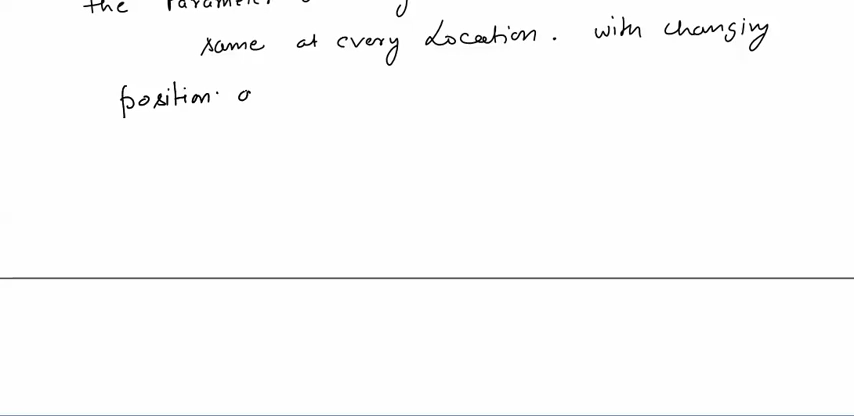 the
same at every Location. with changing
position.